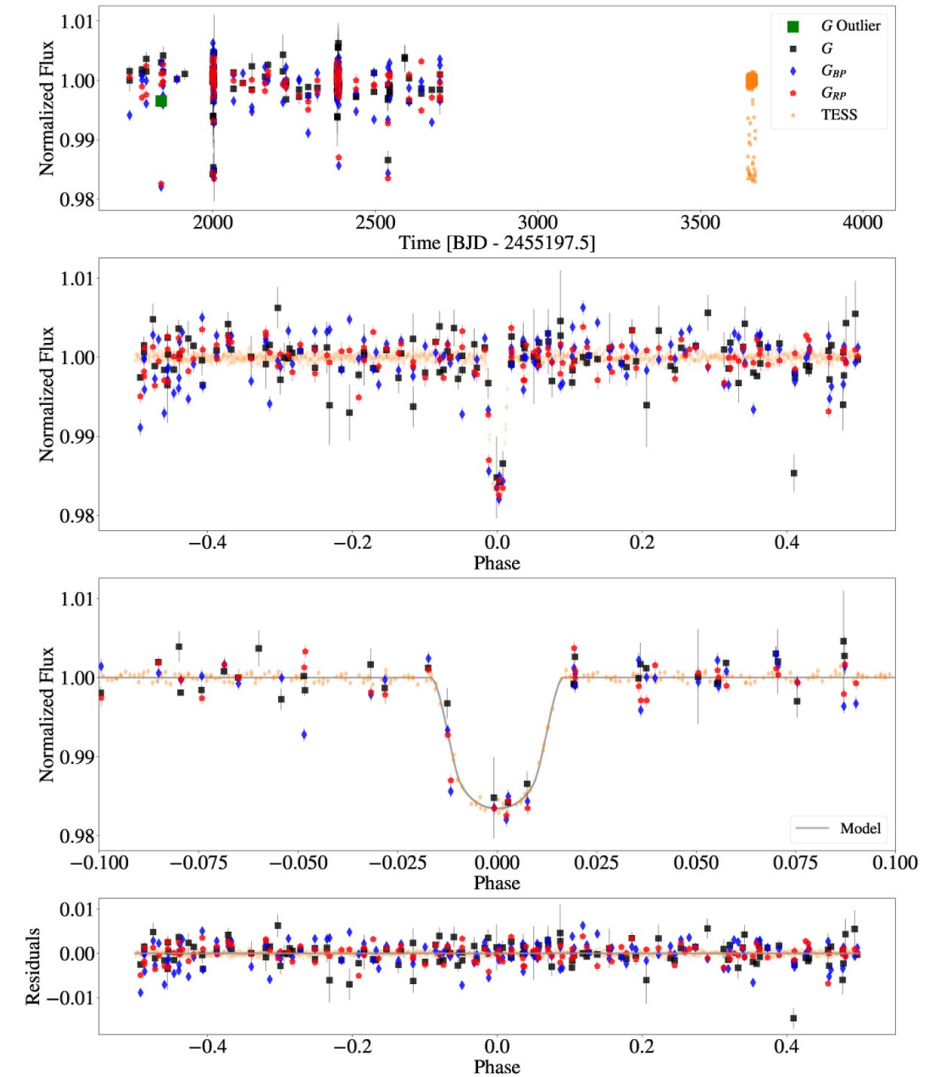 1.01
1.00
0.99
0.98
Normalized Flux
G Outlier
G
G_BP
G_RP
TESS
2000 2500 3000 3500 4000
Time [BJD - 2455197.5]
1.01
1.00
0.99
0.98
Normalized Flux
−0.4 −0.2 0.0 0.2 0.4
Phase
1.01
1.00
0.99
0.98
Normalized Flux
Model
−0.100 −0.075 −0.050 −0.025 0.000 0.025 0.050 0.075 0.100
Phase
0.01
0.00
−0.01
Residuals
−0.4 −0.2 0.0 0.2 0.4
Phase